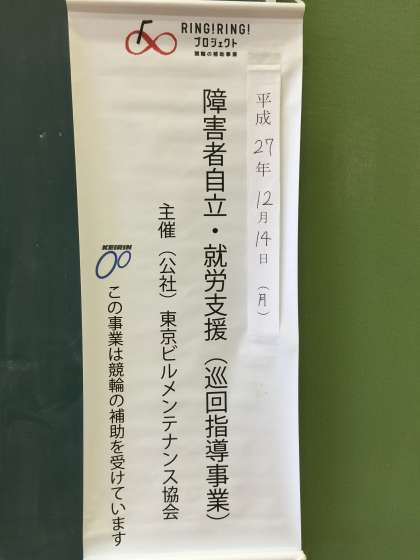 RING!RING!
プロジェクト
競輪の補助事業
平成27年12月14日（月）
障害者自立・就労支援（巡回指導事業）
主催（公社）東京ビルメンテナンス協会
KEIRIN
この事業は競輪の補助を受けています